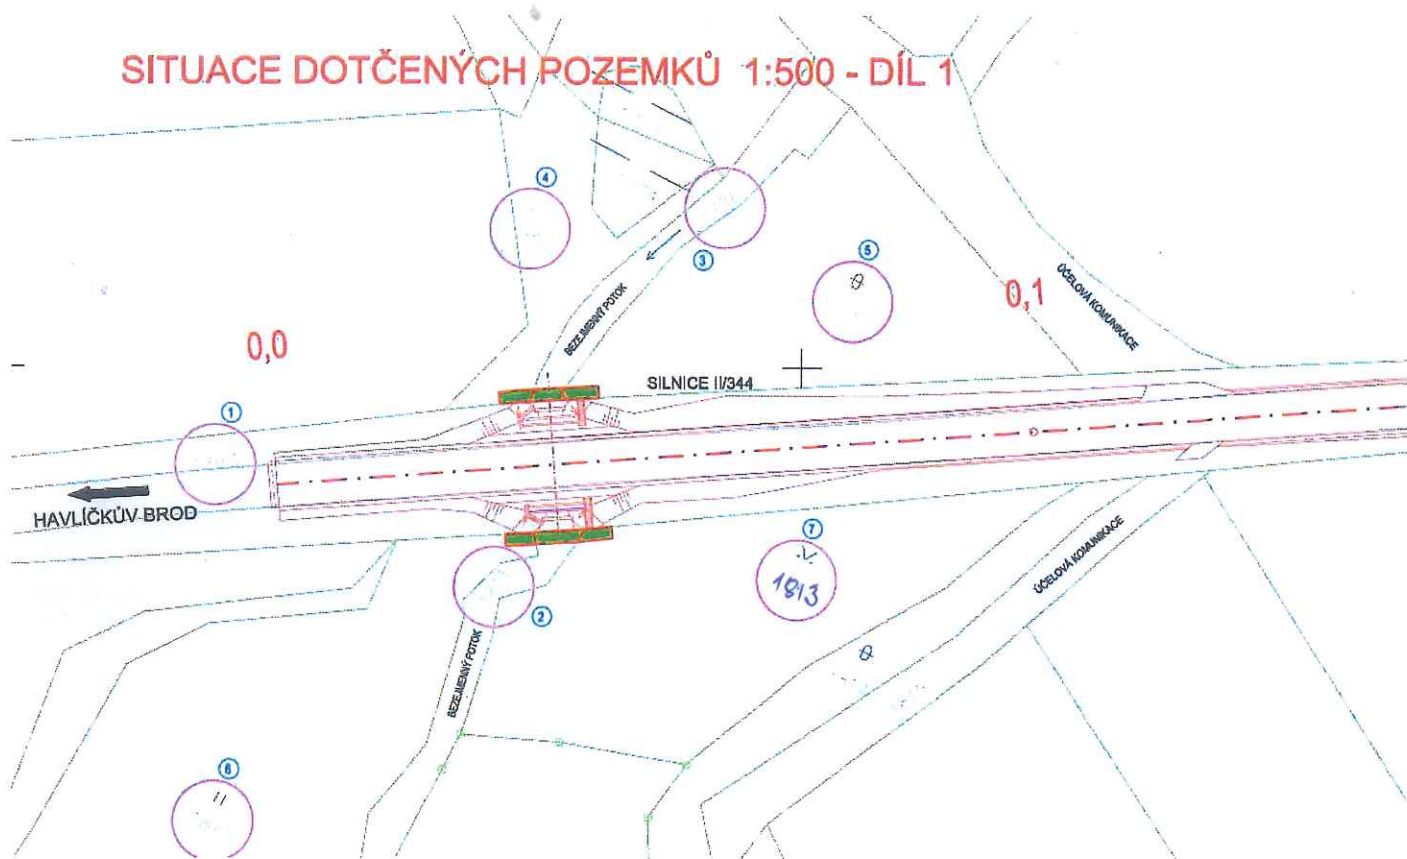 SITUACE DOTČENÝCH POZEMKŮ 1:500 - DÍL 1
4
3
5
BEZEJMENNÝ POTOK
ÚČELOVÁ KOMUNIKACE
0,1
0,0
SILNICE II/344
1
HAVLÍČKŮV BROD
7
1813
2
ÚČELOVÁ KOMUNIKACE
BEZEJMENNÝ POTOK
6